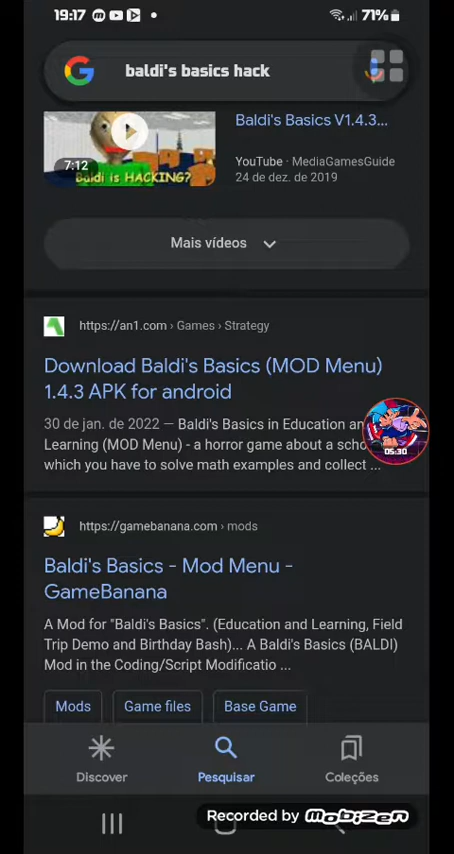 19:17
71%
baldi's basics hack
Baldi's Basics V1.4.3...
7:12
Baldi is HACKING?
YouTube · MediaGamesGuide
24 de dez. de 2019
Mais vídeos
https://an1.com › Games › Strategy
Download Baldi's Basics (MOD Menu)
1.4.3 APK for android
30 de jan. de 2022 — Baldi's Basics in Education an
Learning (MOD Menu) - a horror game about a scho
which you have to solve math examples and collect ...
05:30
https://gamebanana.com › mods
Baldi's Basics - Mod Menu -
GameBanana
A Mod for "Baldi's Basics". (Education and Learning, Field
Trip Demo and Birthday Bash)... A Baldi's Basics (BALDI)
Mod in the Coding/Script Modificatio ...
Mods Game files Base Game
Discover Pesquisar Coleções
Recorded by mobizen